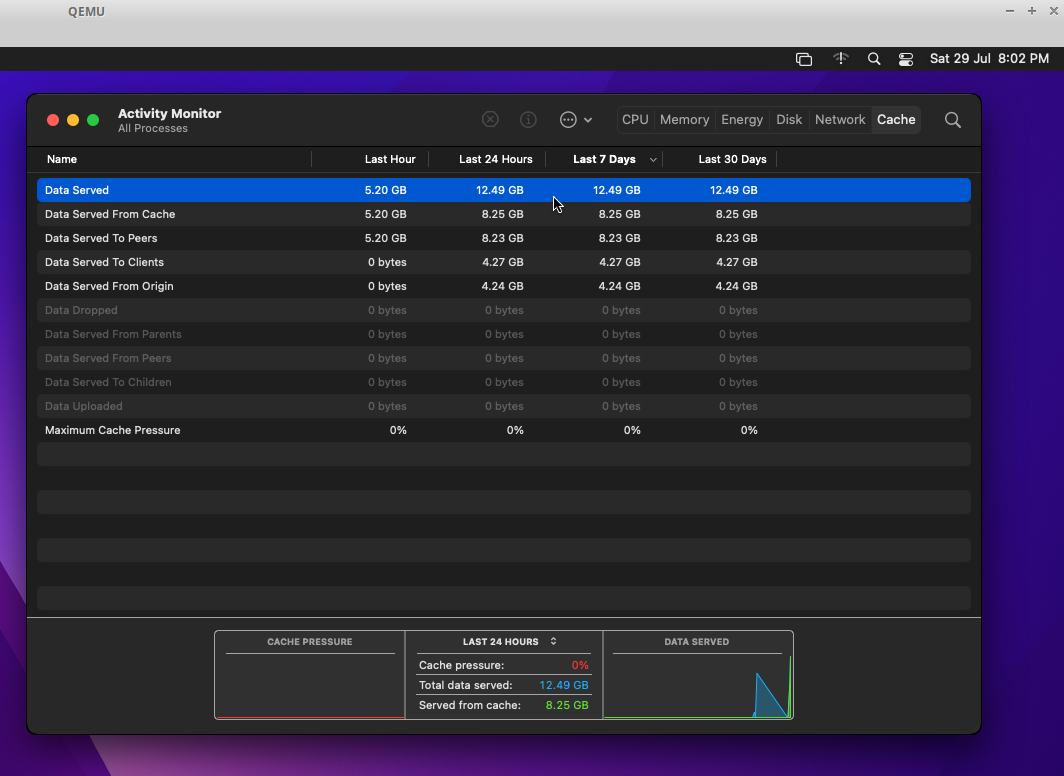 QEMU
Sat 29 Jul 8:02 PM
Activity Monitor
All Processes
CPU Memory Energy Disk Network Cache
Name Last Hour Last 24 Hours Last 7 Days Last 30 Days
Data Served 5.20 GB 12.49 GB 12.49 GB 12.49 GB
Data Served From Cache 5.20 GB 8.25 GB 8.25 GB 8.25 GB
Data Served To Peers 5.20 GB 8.23 GB 8.23 GB 8.23 GB
Data Served To Clients 0 bytes 4.27 GB 4.27 GB 4.27 GB
Data Served From Origin 0 bytes 4.24 GB 4.24 GB 4.24 GB
Data Dropped 0 bytes 0 bytes 0 bytes 0 bytes
Data Served From Parents 0 bytes 0 bytes 0 bytes 0 bytes
Data Served From Peers 0 bytes 0 bytes 0 bytes 0 bytes
Data Served To Children 0 bytes 0 bytes 0 bytes 0 bytes
Data Uploaded 0 bytes 0 bytes 0 bytes 0 bytes
Maximum Cache Pressure 0% 0% 0% 0%
CACHE PRESSURE LAST 24 HOURS DATA SERVED
Cache pressure: 0%
Total data served: 12.49 GB
Served from cache: 8.25 GB